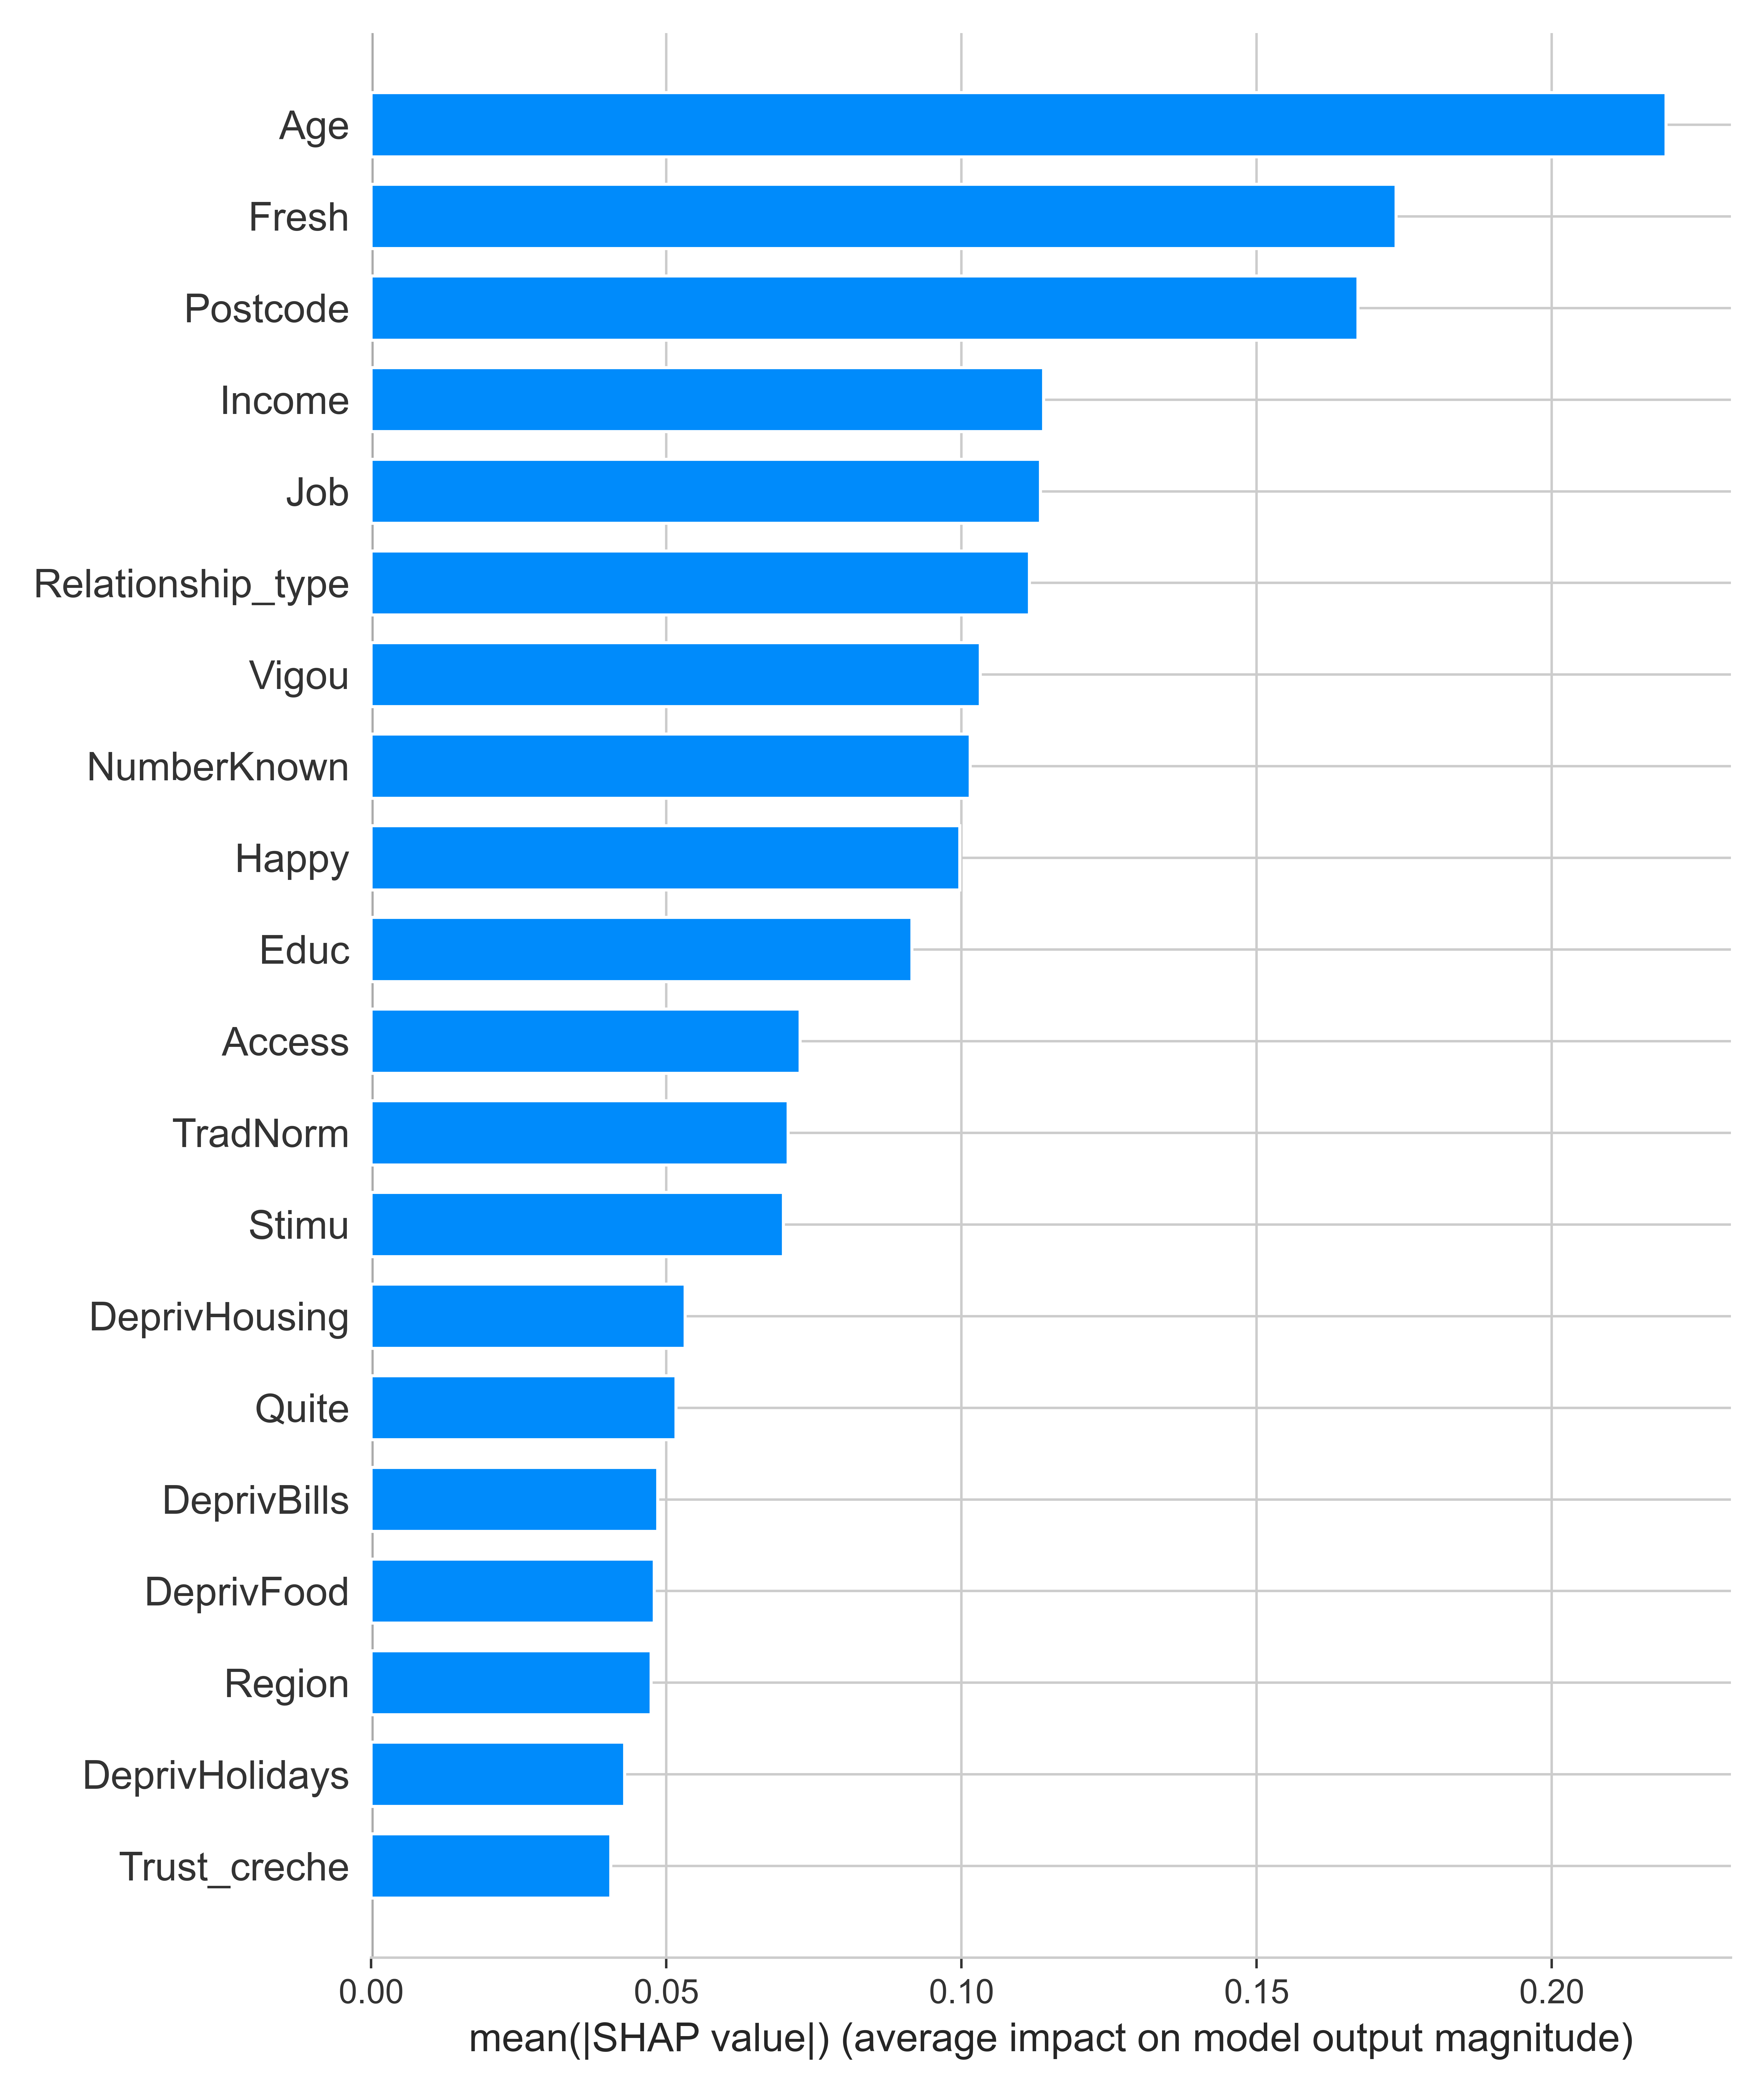 Age
Fresh
Postcode
Income
Job
Relationship_type
Vigou
NumberKnown
Happy
Educ
Access
TradNorm
Stimu
DeprivHousing
Quite
DeprivBills
DeprivFood
Region
DeprivHolidays
Trust_creche
0.00 0.05 0.10 0.15 0.20
mean(|SHAP value|) (average impact on model output magnitude)